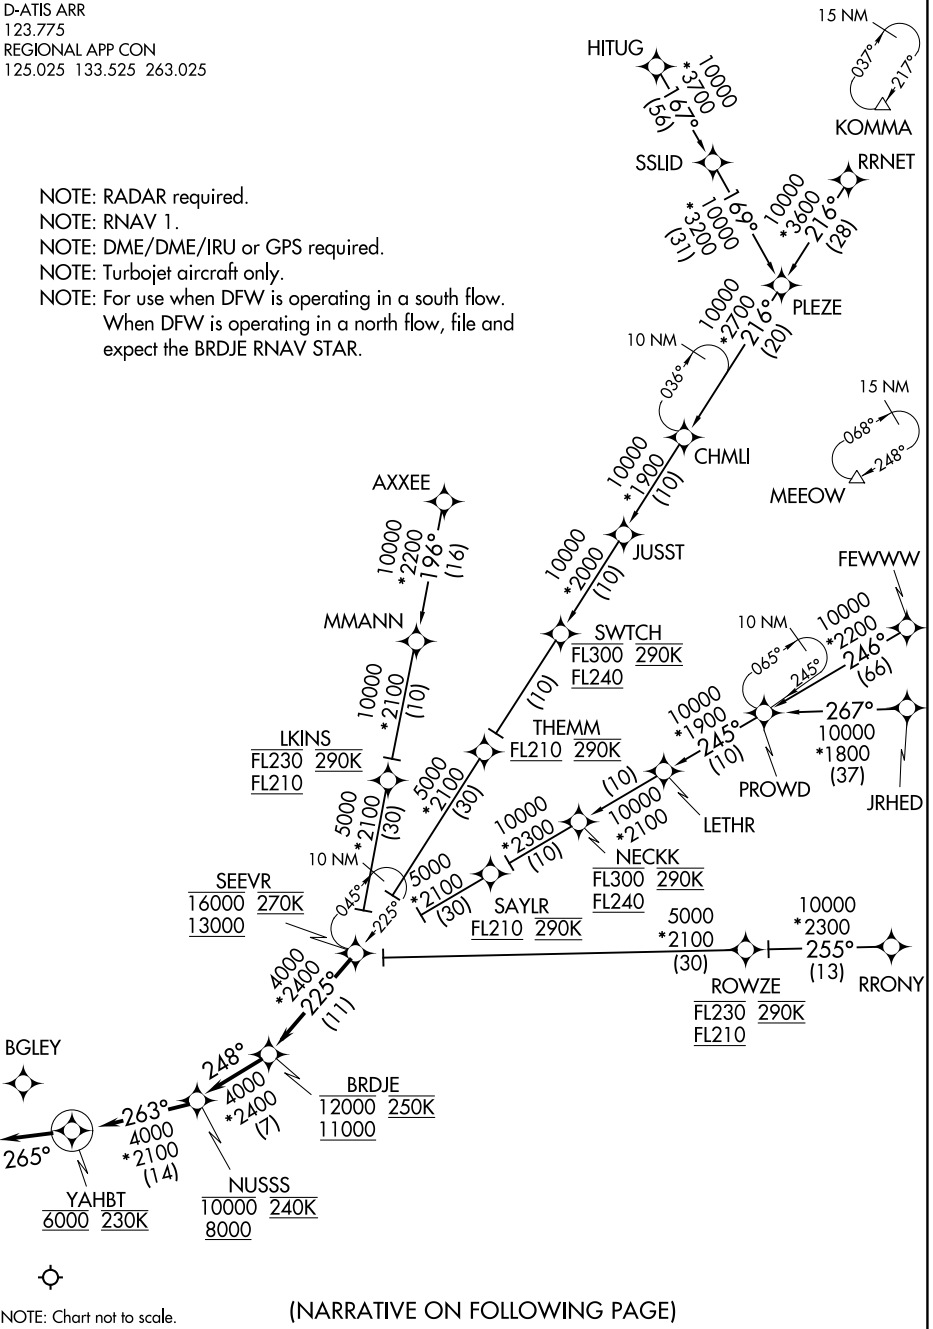 D-ATIS ARR
123.775
REGIONAL APP CON
125.025 133.525 263.025
15 NM
037°
217°
KOMMA
HITUG
10000
*3700
167°
(56)
SSLID
RRNET
10000
*3600
216°
(28)
169°
10000
*3200
(31)
NOTE: RADAR required.
NOTE: RNAV 1.
NOTE: DME/DME/IRU or GPS required.
NOTE: Turbojet aircraft only.
NOTE: For use when DFW is operating in a south flow.
When DFW is operating in a north flow, file and
expect the BRDJE RNAV STAR.
PLEZE
10000
*2700
216°
(20)
10 NM
036°
CHMLI
15 NM
068°
248°
MEEOW
10000
*1900
(10)
JUSST
AXXEE
10000
*2200
196°
(16)
10000
*2000
(10)
FEWWW
MMANN
SWTCH
FL300 290K
FL240
10 NM
065°
245°
10000
*2200
246°
(66)
10000
*2100
(10)
(10)
267°
10000
*1800
(37)
JRHED
PROWD
10000
*1900
245°
(10)
LETHR
LKINS
FL230 290K
FL210
THEMM
FL210 290K
5000
*2100
(30)
5000
*2100
(30)
(10)
10000
*2100
NECKK
FL300 290K
FL240
10000
*2300
(10)
SAYLR
FL210 290K
5000
*2100
(30)
10 NM
045°
225°
SEEVR
16000 270K
13000
5000
*2100
(30)
ROWZE
FL230 290K
FL210
10000
*2300
255°
(13)
RRONY
4000
*2400
225°
(11)
BGLEY
248°
4000
*2400
(7)
BRDJE
12000 250K
11000
263°
4000
*2100
(14)
265°
YAHBT
6000 230K
NUSSS
10000 240K
8000
NOTE: Chart not to scale.
(NARRATIVE ON FOLLOWING PAGE)